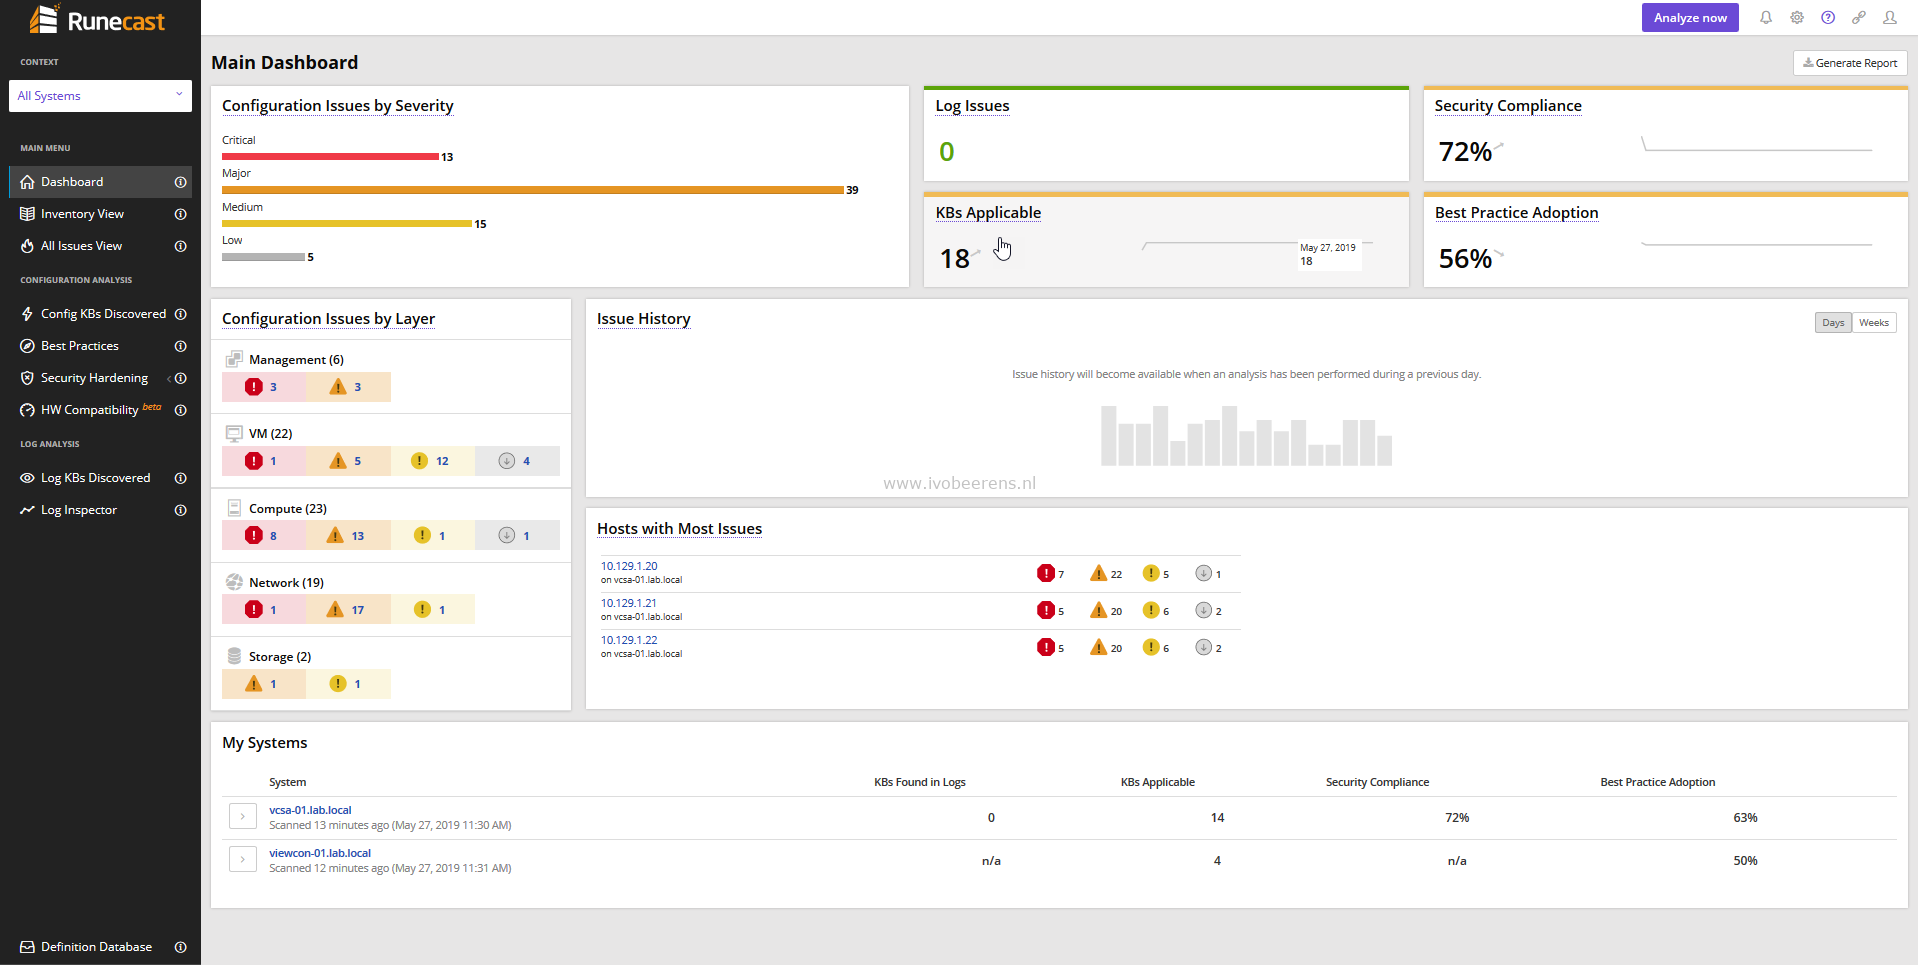 Runecast
CONTEXT
All Systems
MAIN MENU
Dashboard
Inventory View
All Issues View
CONFIGURATION ANALYSIS
Config KBs Discovered
Best Practices
Security Hardening
HW Compatibility beta
LOG ANALYSIS
Log KBs Discovered
Log Inspector
Definition Database
Analyze now
Main Dashboard
Generate Report
Configuration Issues by Severity
Critical
13
Major
39
Medium
15
Low
5
Log Issues
0
Security Compliance
72%
KBs Applicable
18
May 27, 2019
18
Best Practice Adoption
56%
Configuration Issues by Layer
Management (6)
3 3
VM (22)
1 5 12 4
Compute (23)
8 13 1 1
Network (19)
1 17 1
Storage (2)
1 1
Issue History
Days Weeks
Issue history will become available when an analysis has been performed during a previous day.
www.ivobeerens.nl
Hosts with Most Issues
10.129.1.20
on vcsa-01.lab.local
7 22 5 1
10.129.1.21
on vcsa-01.lab.local
5 20 6 2
10.129.1.22
on vcsa-01.lab.local
5 20 6 2
My Systems
System KBs Found in Logs KBs Applicable Security Compliance Best Practice Adoption
vcsa-01.lab.local
Scanned 13 minutes ago (May 27, 2019 11:30 AM)
0 14 72% 63%
viewcon-01.lab.local
Scanned 12 minutes ago (May 27, 2019 11:31 AM)
n/a 4 n/a 50%